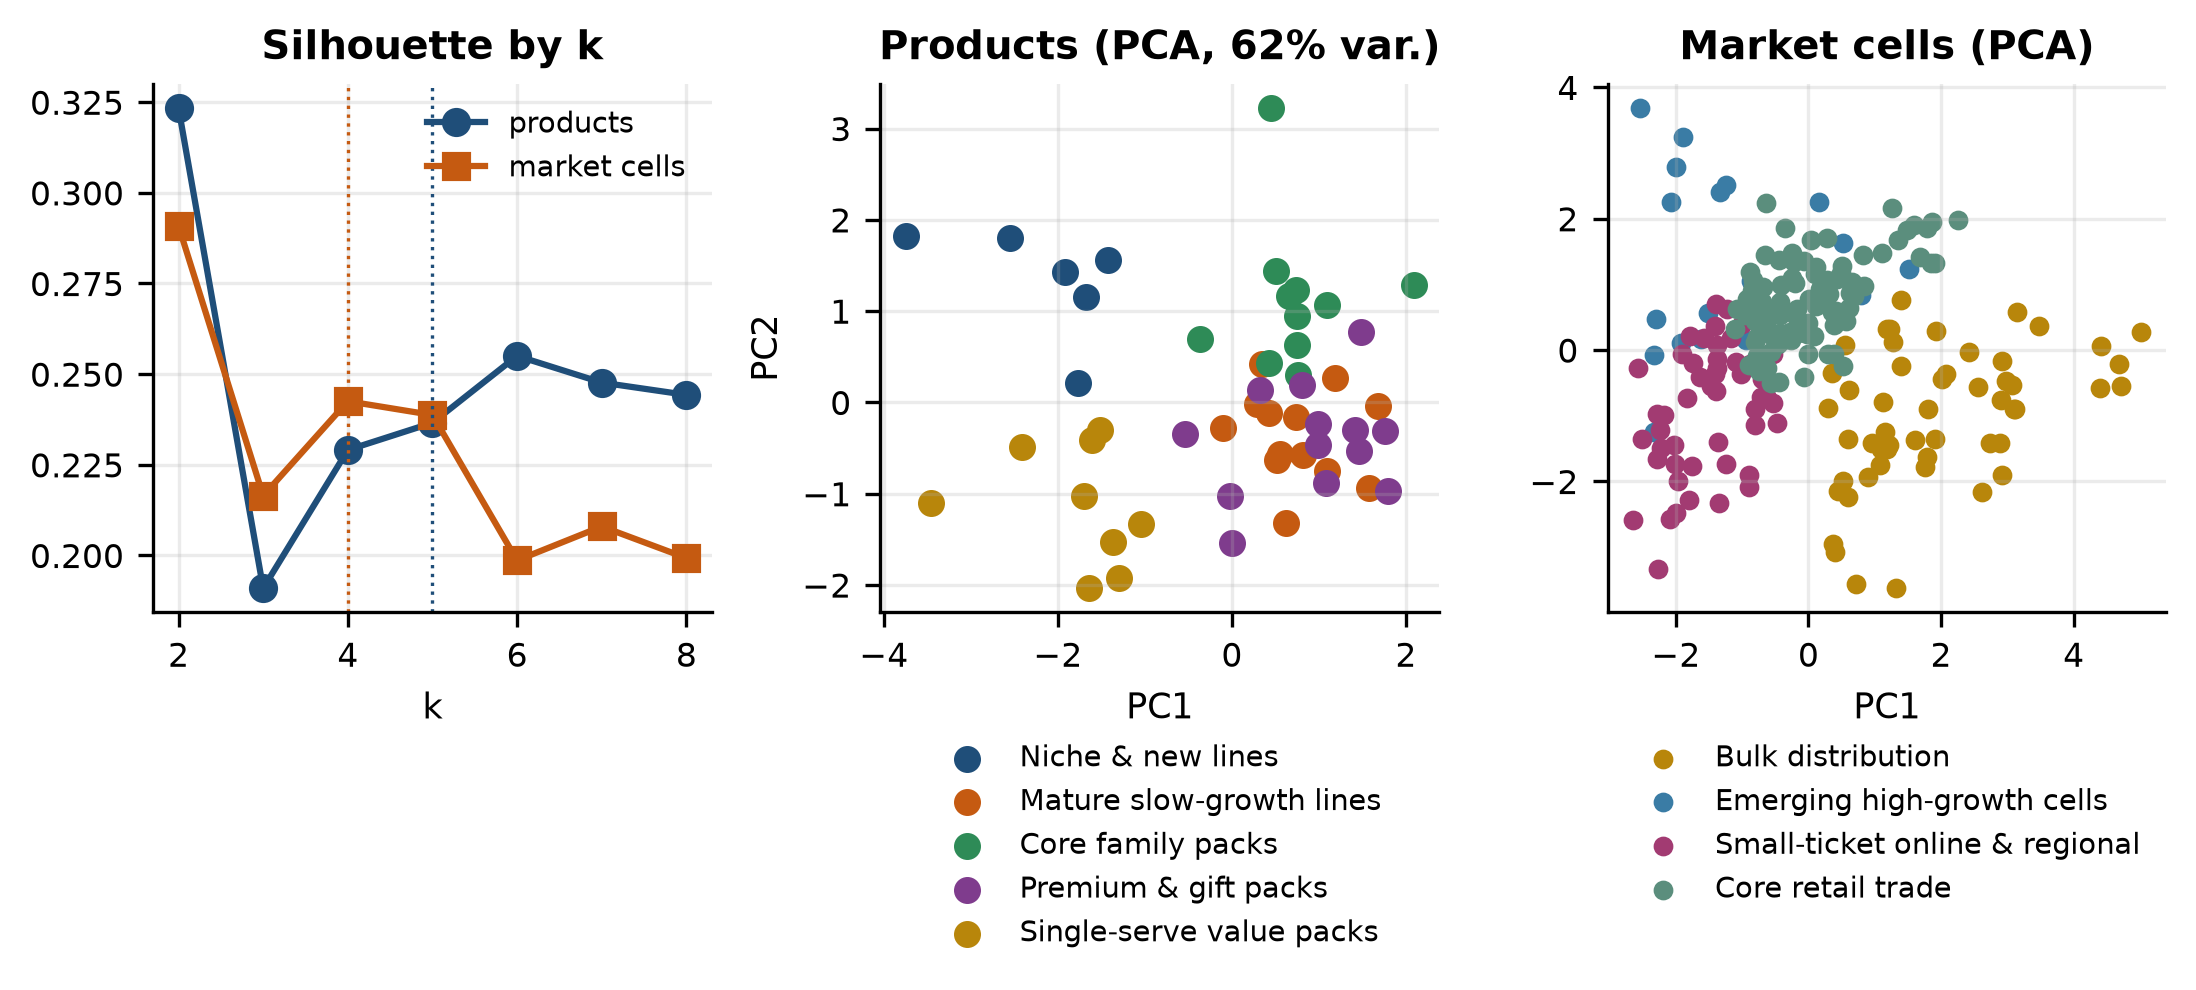 Silhouette by k
0.325
0.300
0.275
0.250
0.225
0.200
2
4
6
8
k
products
market cells
Products (PCA, 62% var.)
PC2
3
2
1
0
−1
−2
−4
−2
0
2
PC1
Niche & new lines
Mature slow-growth lines
Core family packs
Premium & gift packs
Single-serve value packs
Market cells (PCA)
4
2
0
−2
−2
0
2
4
PC1
Bulk distribution
Emerging high-growth cells
Small-ticket online & regional
Core retail trade